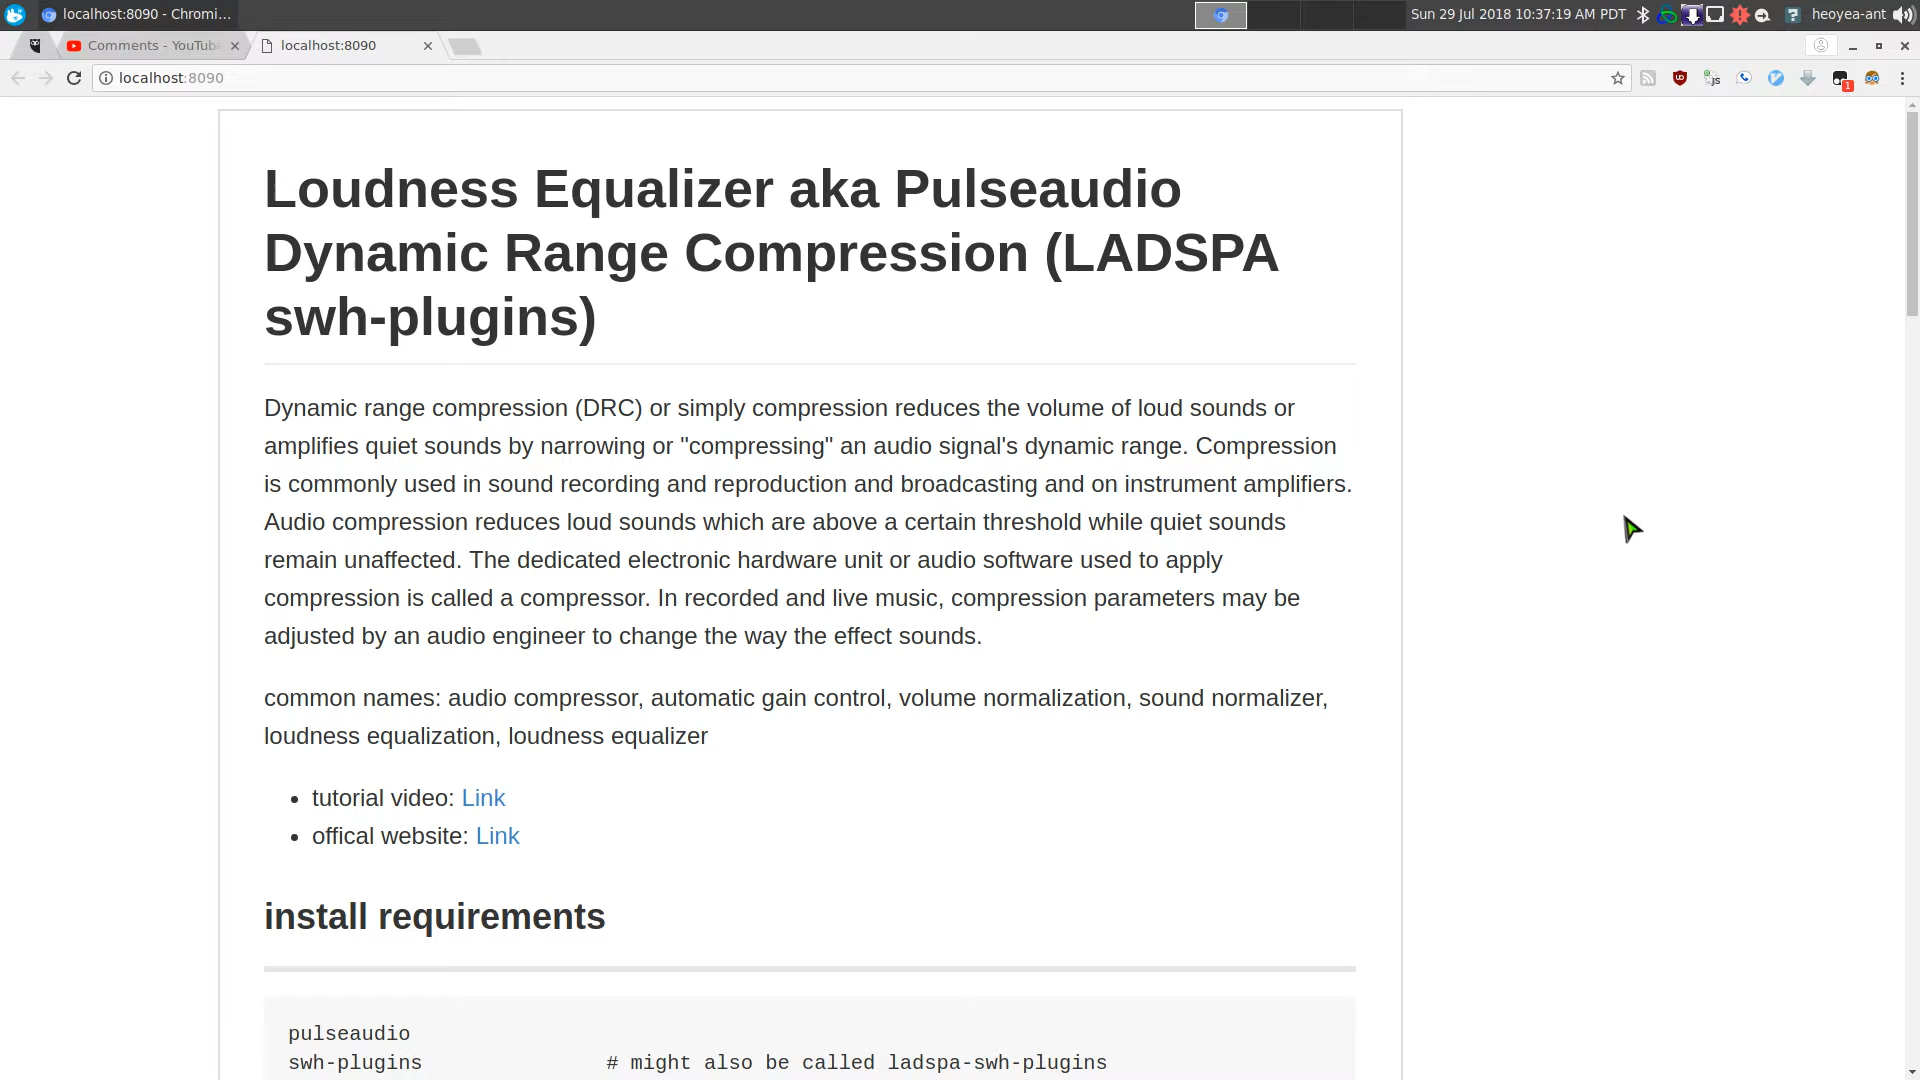 localhost:8090 - Chromi...
Sun 29 Jul 2018 10:37:19 AM PDT
heoyea-ant
Comments - YouTube
localhost:8090
localhost:8090
Loudness Equalizer aka Pulseaudio
Dynamic Range Compression (LADSPA
swh-plugins)
Dynamic range compression (DRC) or simply compression reduces the volume of loud sounds or
amplifies quiet sounds by narrowing or "compressing" an audio signal's dynamic range. Compression
is commonly used in sound recording and reproduction and broadcasting and on instrument amplifiers.
Audio compression reduces loud sounds which are above a certain threshold while quiet sounds
remain unaffected. The dedicated electronic hardware unit or audio software used to apply
compression is called a compressor. In recorded and live music, compression parameters may be
adjusted by an audio engineer to change the way the effect sounds.
common names: audio compressor, automatic gain control, volume normalization, sound normalizer,
loudness equalization, loudness equalizer
• tutorial video: Link
• offical website: Link
install requirements
pulseaudio
swh-plugins # might also be called ladspa-swh-plugins